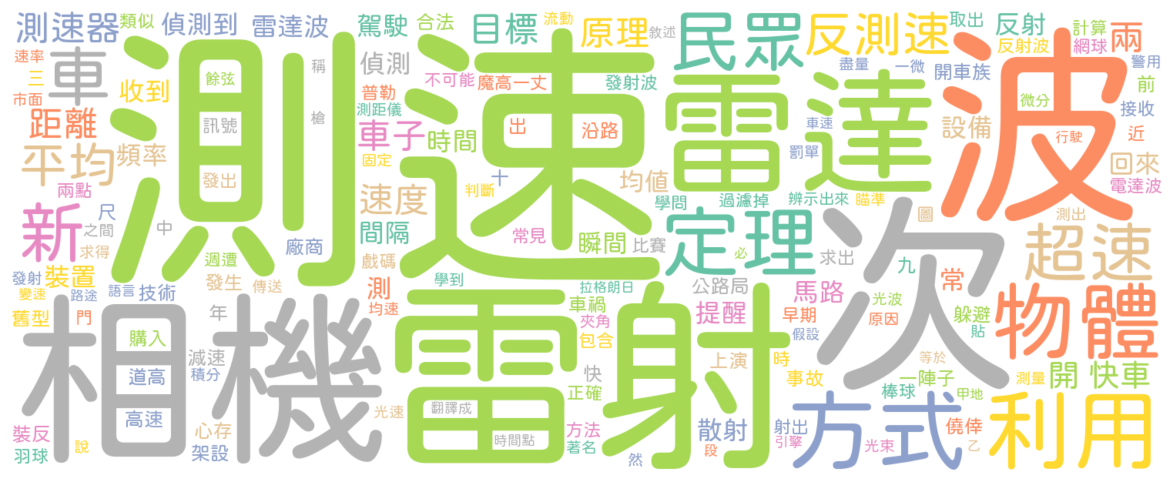 測速器
類似
偵測到
雷達波
駕駛
合法
目標
流動
原理
敘述
民眾
反測速
取出
反射
計算
兩
速率
車
測
餘弦
稱
偵測
不可能
魔高一丈
發射波
盡量
一微
開車族
反射波
網球
警用
三
市面
收到
訊號
槍
普勒
測距儀
速
雷達
波
微分
前
接收
距離
車子
時間
出
沿路
車速
設備
行駛
近
平均
頻率
發出
固定
罰單
回來
兩點
十
判斷
均值
學問
過濾掉
辨示出來
瞄準
電達波
新
尺
之間
求得
中
速度
間隔
常見
瞬間
比賽
定理
必
求出
圖
測出
超速
廠商
週遭
戲碼
次
九
發射
裝置
發生
傳送
測
學到
拉格朗日
公路局
馬路
光波
常
變速
路途
語言
技術
均速
車禍
提醒
早期
原因
躲避
物體
舊型
門
年
夾角
包含
假設
貼
相機
購入
減速
雷射
快
上演
時
等於
道高
積分
正確
事故
一陣子
測量
開
快車
高速
光速
翻譯成
棒球
甲地
裝反
心存
時間點
方法
散射
射出
方式
僥倖
利用
羽球
說
架設
著名
然
段
引擎
光束
乙